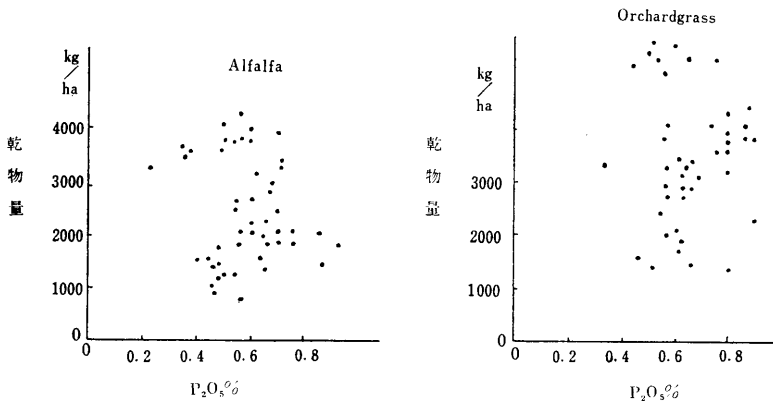 Alfalfa
kg
/
ha
乾
物
量
4000
3000
2000
1000
0
0
0.2
0.4
0.6
0.8
P₂O₅%
Orchardgrass
kg
/
ha
乾
物
量
3000
2000
1000
0
0.2
0.4
0.6
0.8
P₂O₅%